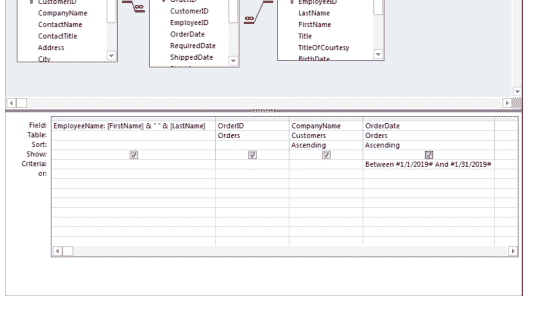 CustomerID
CompanyName
ContactName
ContactTitle
Address
City
OrderID
CustomerID
EmployeeID
OrderDate
RequiredDate
ShippedDate
EmployeeID
LastName
FirstName
Title
TitleOfCourtesy
BirthDate
Field: EmployeeName: [FirstName] & " " & [LastName] OrderID CompanyName OrderDate
Table: Orders Customers Orders
Sort: Ascending Ascending
Show:
Criteria: Between #1/1/2019# And #1/31/2019#
or: